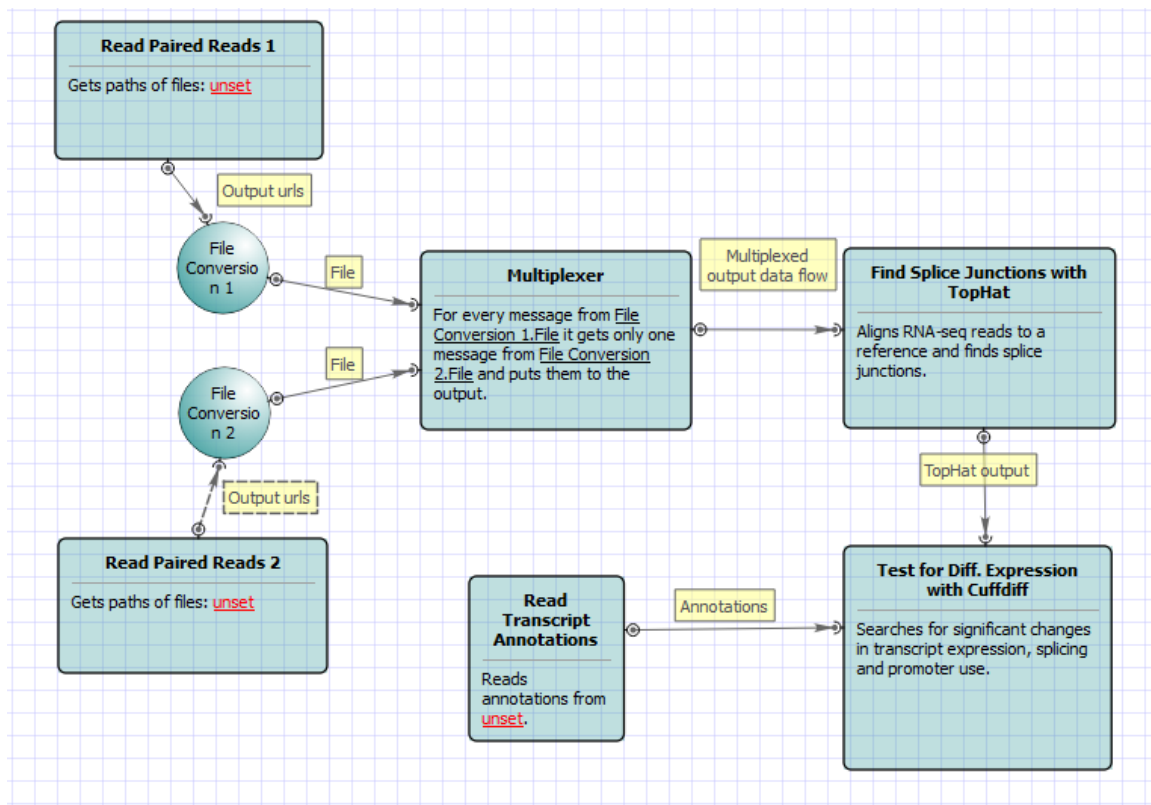 Read Paired Reads 1
Gets paths of files: unset
Output urls
File
Conversio
n 1
File
Multiplexer
For every message from File
Conversion 1.File it gets only one
message from File Conversion
2.File and puts them to the
output.
Multiplexed
output data flow
Find Splice Junctions with
TopHat
Aligns RNA-seq reads to a
reference and finds splice
junctions.
File
File
Conversio
n 2
Output urls
Read Paired Reads 2
Gets paths of files: unset
TopHat output
Read
Transcript
Annotations
Reads
annotations from
unset.
Annotations
Test for Diff. Expression
with Cuffdiff
Searches for significant changes
in transcript expression, splicing
and promoter use.